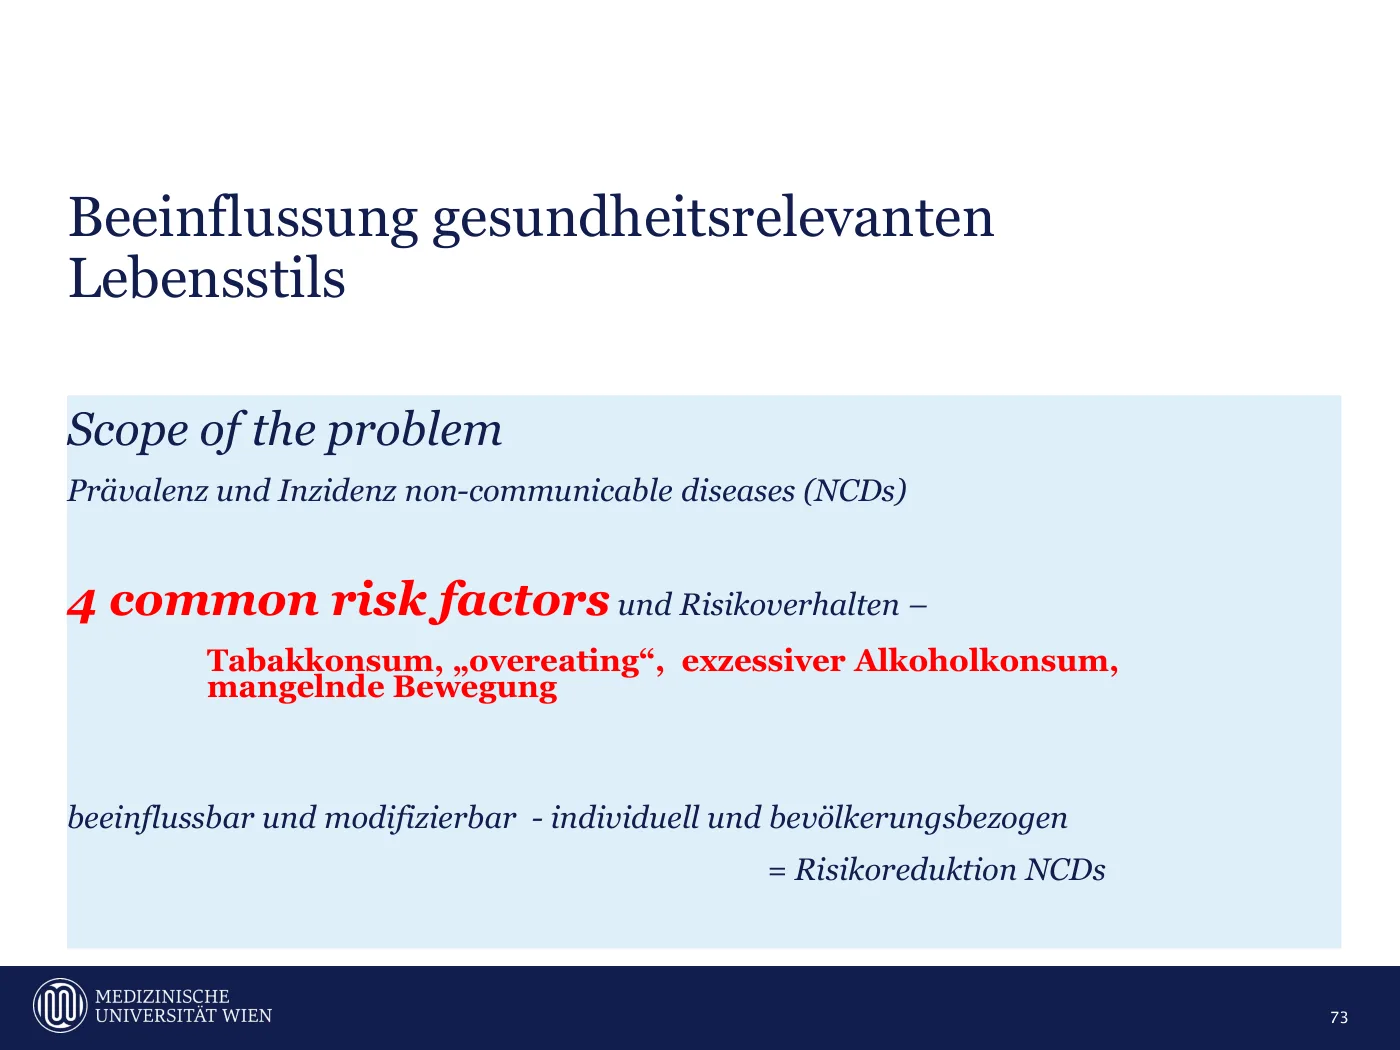 Beeinflussung gesundheitsrelevanten
Lebensstils
Scope of the problem
Prävalenz und Inzidenz non-communicable diseases (NCDs)
4 common risk factors und Risikoverhalten –
Tabakkonsum, „overeating“,  exzessiver Alkoholkonsum,
mangelnde Bewegung
beeinflussbar und modifizierbar  - individuell und bevölkerungsbezogen
= Risikoreduktion NCDs
MEDIZINISCHE
UNIVERSITÄT WIEN
73